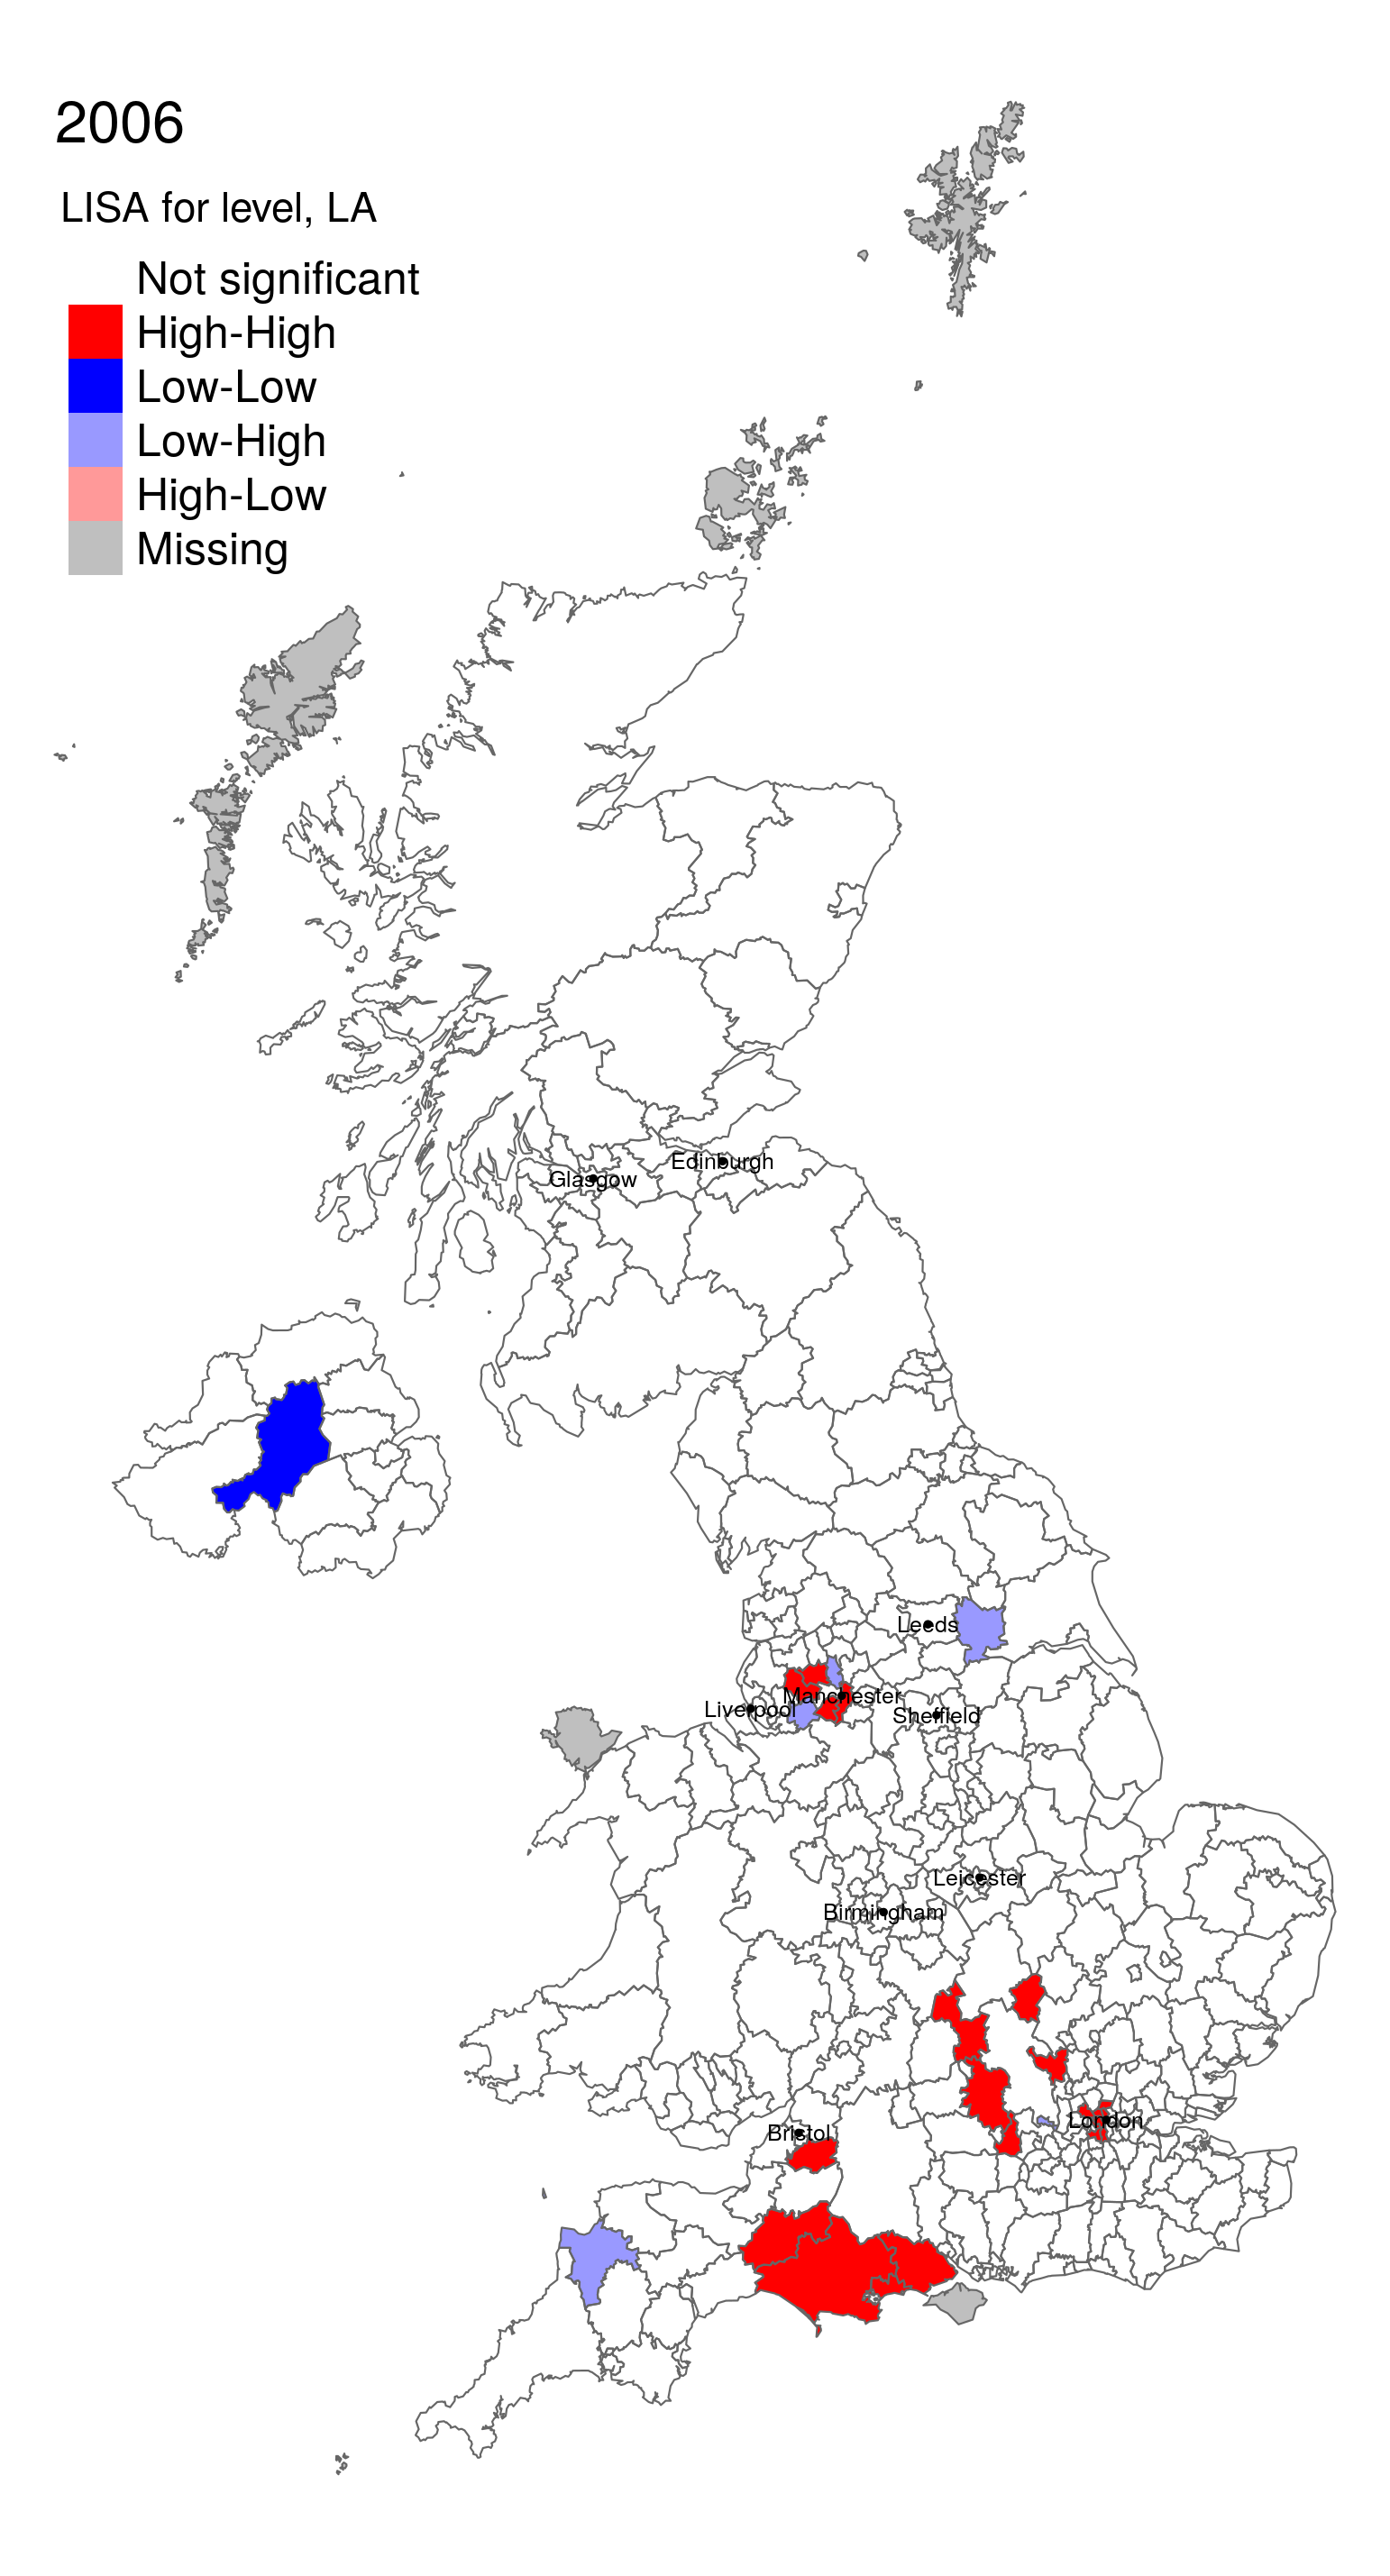 2006
LISA for level, LA
Not significant
High-High
Low-Low
Low-High
High-Low
Missing
Edinburgh
Glasgow
Leeds
Manchester
Liverpool
Sheffield
Leicester
Birmingham
London
Bristol